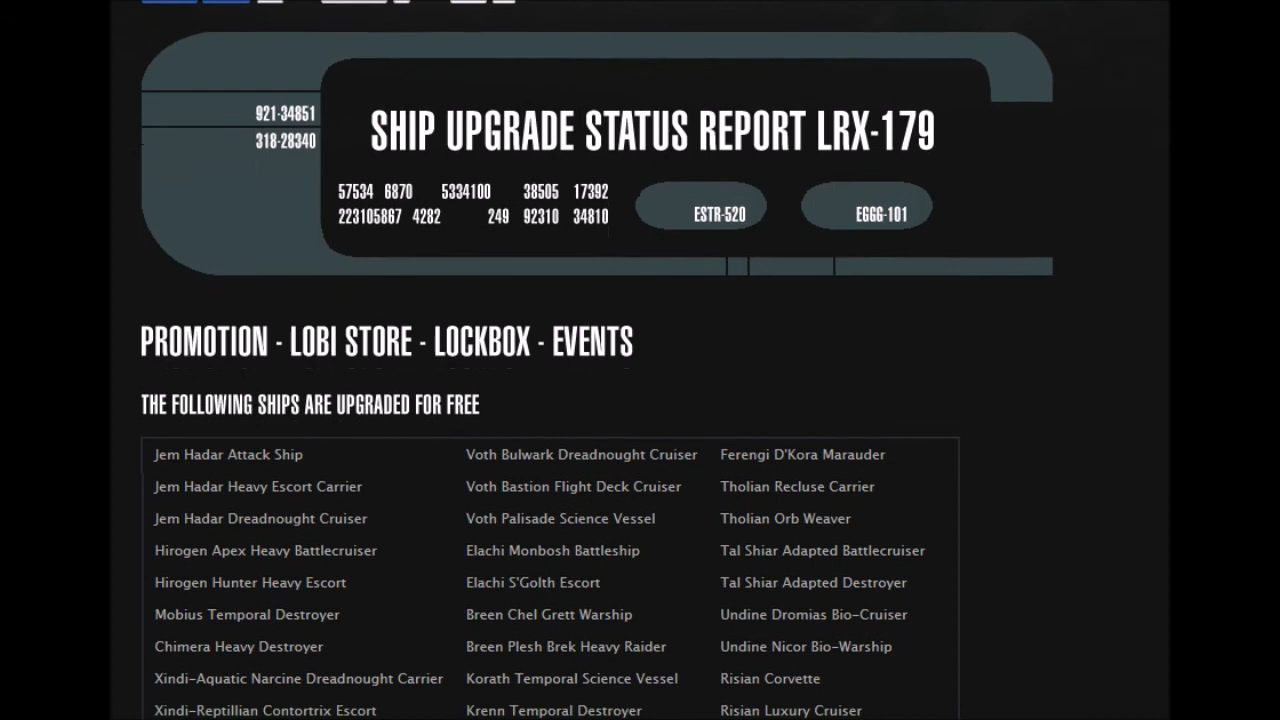 921-34851
318-28340
SHIP UPGRADE STATUS REPORT LRX-179
57534 6870 5334100 38505 17392
223105867 4282 249 92310 34810
ESTR-520 EGGG-101
PROMOTION - LOBI STORE - LOCKBOX - EVENTS
THE FOLLOWING SHIPS ARE UPGRADED FOR FREE
Jem Hadar Attack Ship Voth Bulwark Dreadnought Cruiser Ferengi D'Kora Marauder
Jem Hadar Heavy Escort Carrier Voth Bastion Flight Deck Cruiser Tholian Recluse Carrier
Jem Hadar Dreadnought Cruiser Voth Palisade Science Vessel Tholian Orb Weaver
Hirogen Apex Heavy Battlecruiser Elachi Monbosh Battleship Tal Shiar Adapted Battlecruiser
Hirogen Hunter Heavy Escort Elachi S'Golth Escort Tal Shiar Adapted Destroyer
Mobius Temporal Destroyer Breen Chel Grett Warship Undine Dromias Bio-Cruiser
Chimera Heavy Destroyer Breen Plesh Brek Heavy Raider Undine Nicor Bio-Warship
Xindi-Aquatic Narcine Dreadnought Carrier Korath Temporal Science Vessel Risian Corvette
Xindi-Reptillian Contortrix Escort Krenn Temporal Destroyer Risian Luxury Cruiser